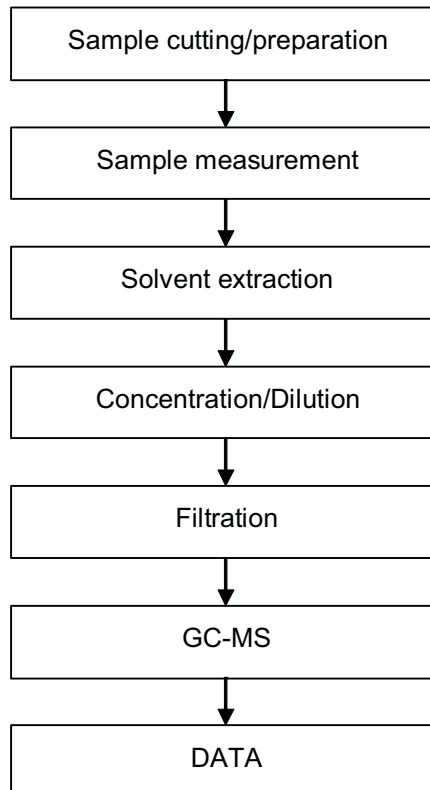 Sample cutting/preparation
Sample measurement
Solvent extraction
Concentration/Dilution
Filtration
GC-MS
DATA